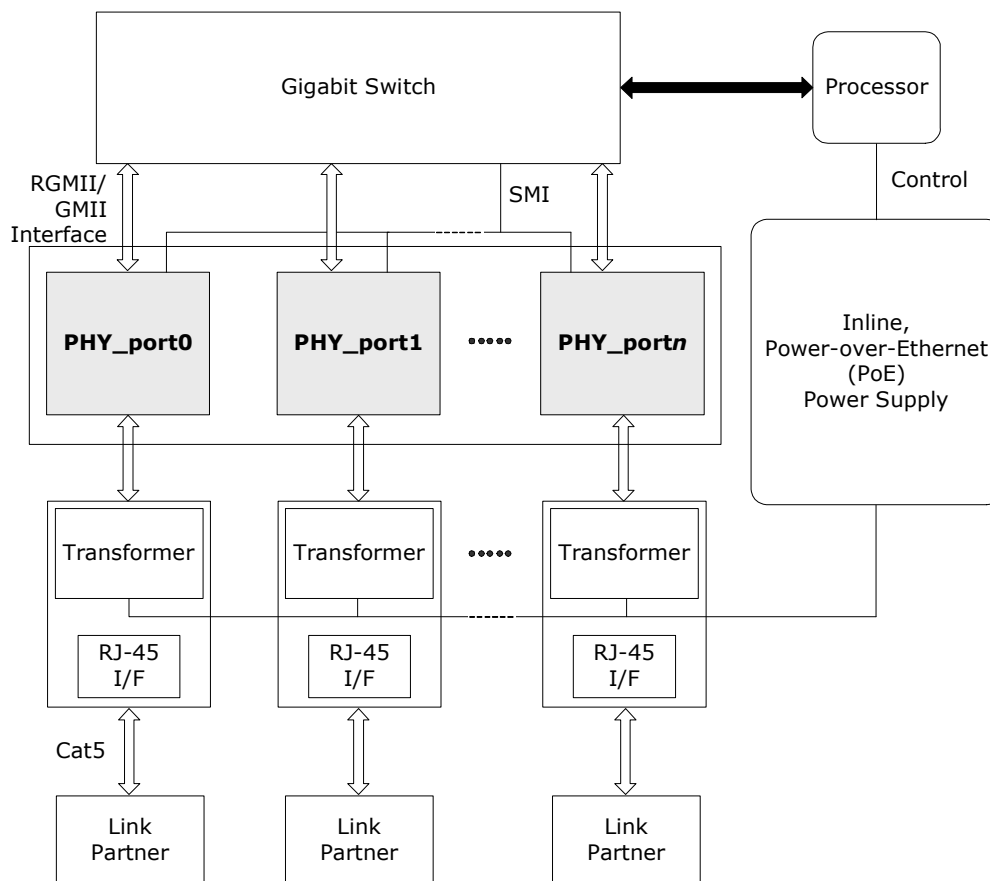 Gigabit Switch
Processor
RGMII/
GMII
Interface
SMI
Control
PHY_port0
PHY_port1
PHY_portn
Inline,
Power-over-Ethernet
(PoE)
Power Supply
Transformer
Transformer
Transformer
RJ-45
I/F
RJ-45
I/F
RJ-45
I/F
Cat5
Link
Partner
Link
Partner
Link
Partner